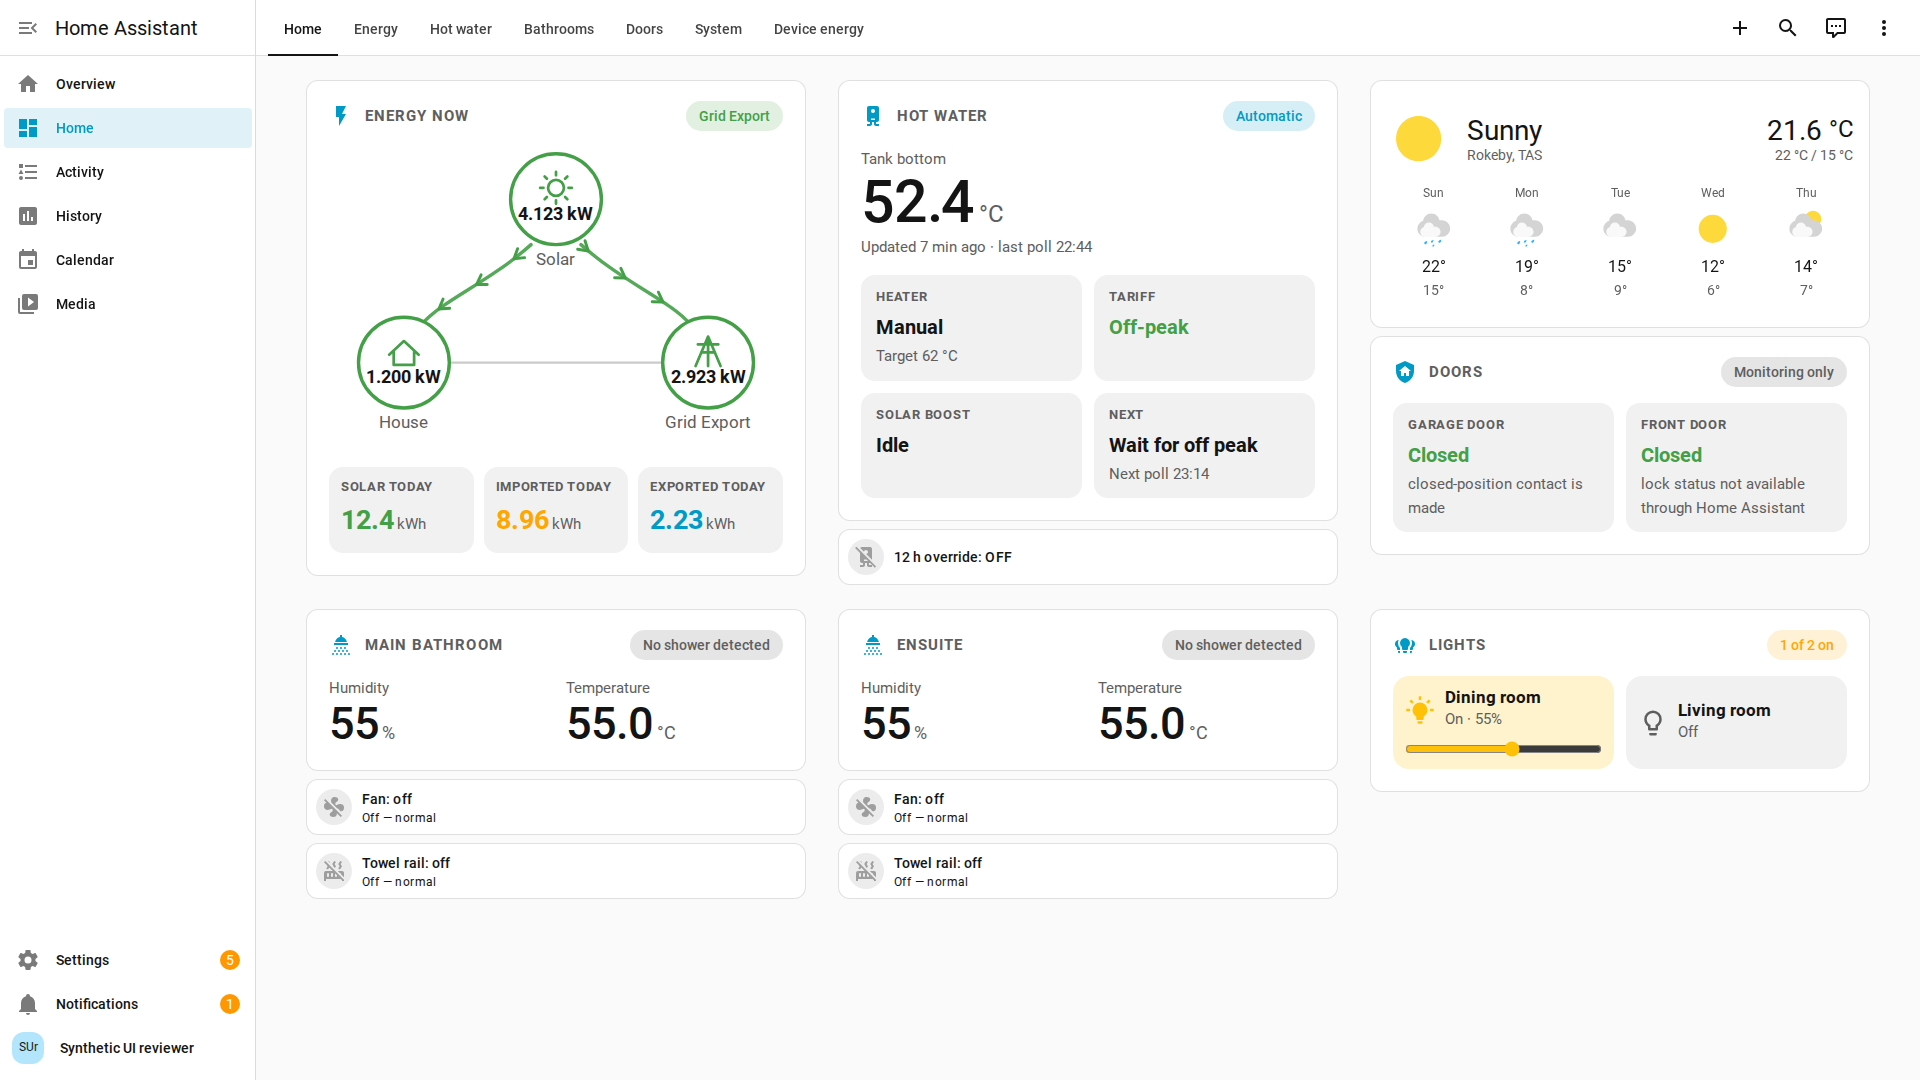 Home Assistant
Home
Energy
Hot water
Bathrooms
Doors
System
Device energy
Overview
Home
Activity
History
Calendar
Media
Settings
5
Notifications
1
SUr
Synthetic UI reviewer
ENERGY NOW
Grid Export
4.123 kW
Solar
1.200 kW
House
2.923 kW
Grid Export
SOLAR TODAY
12.4 kWh
IMPORTED TODAY
8.96 kWh
EXPORTED TODAY
2.23 kWh
HOT WATER
Automatic
Tank bottom
52.4 °C
Updated 7 min ago · last poll 22:44
HEATER
Manual
Target 62 °C
TARIFF
Off-peak
SOLAR BOOST
Idle
NEXT
Wait for off peak
Next poll 23:14
12 h override: OFF
Sunny
Rokeby, TAS
21.6 °C
22 °C / 15 °C
Sun
Mon
Tue
Wed
Thu
22°
19°
15°
12°
14°
15°
8°
9°
6°
7°
DOORS
Monitoring only
GARAGE DOOR
Closed
closed-position contact is
made
FRONT DOOR
Closed
lock status not available
through Home Assistant
MAIN BATHROOM
No shower detected
Humidity
55 %
Temperature
55.0 °C
Fan: off
Off – normal
Towel rail: off
Off – normal
ENSUITE
No shower detected
Humidity
55 %
Temperature
55.0 °C
Fan: off
Off – normal
Towel rail: off
Off – normal
LIGHTS
1 of 2 on
Dining room
On · 55%
Living room
Off